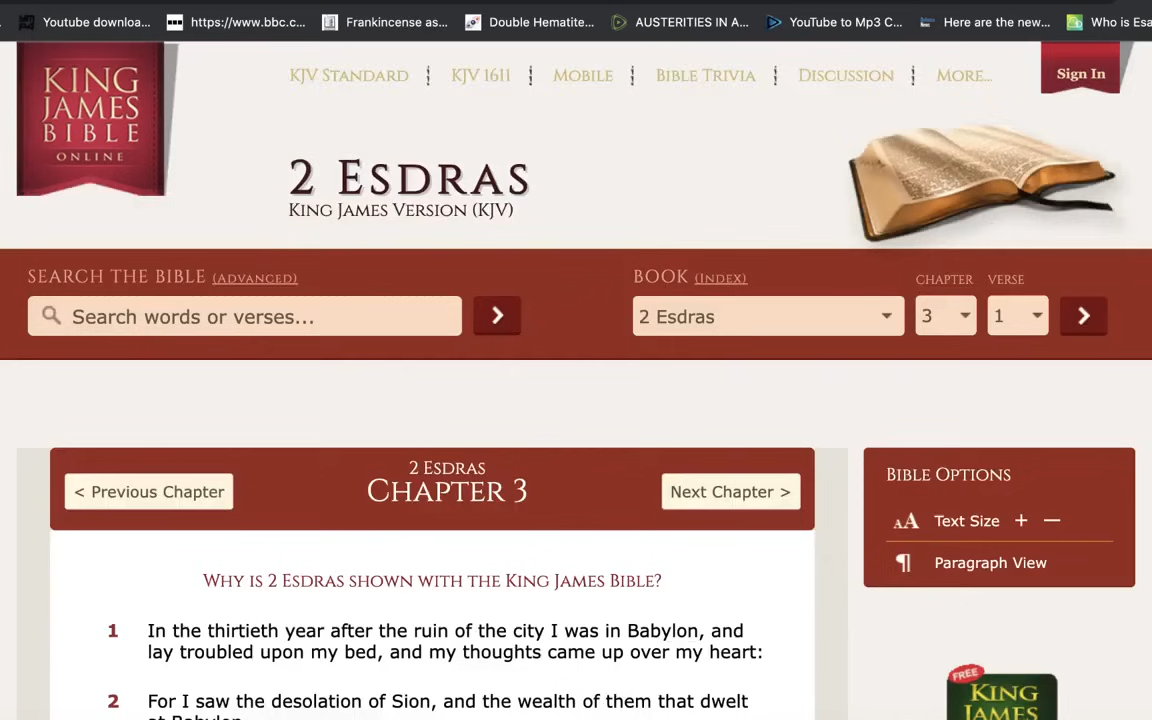 Youtube downloa... https://www.bbc.c... Frankincense as... Double Hematite... AUSTERITIES IN A... YouTube to Mp3 C... Here are the new... Who is Esa
KING
JAMES
BIBLE
ONLINE
KJV STANDARD KJV 1611 MOBILE BIBLE TRIVIA DISCUSSION MORE...
Sign In
2 ESDRAS
KING JAMES VERSION (KJV)
SEARCH THE BIBLE (ADVANCED)
Search words or verses...
BOOK (INDEX) CHAPTER VERSE
2 Esdras 3 1
2 ESDRAS
< Previous Chapter CHAPTER 3 Next Chapter >
BIBLE OPTIONS
AA Text Size + —
¶ Paragraph View
WHY IS 2 ESDRAS SHOWN WITH THE KING JAMES BIBLE?
1 In the thirtieth year after the ruin of the city I was in Babylon, and
lay troubled upon my bed, and my thoughts came up over my heart:
2 For I saw the desolation of Sion, and the wealth of them that dwelt
at Babylon.
FREE
KING
JAMES